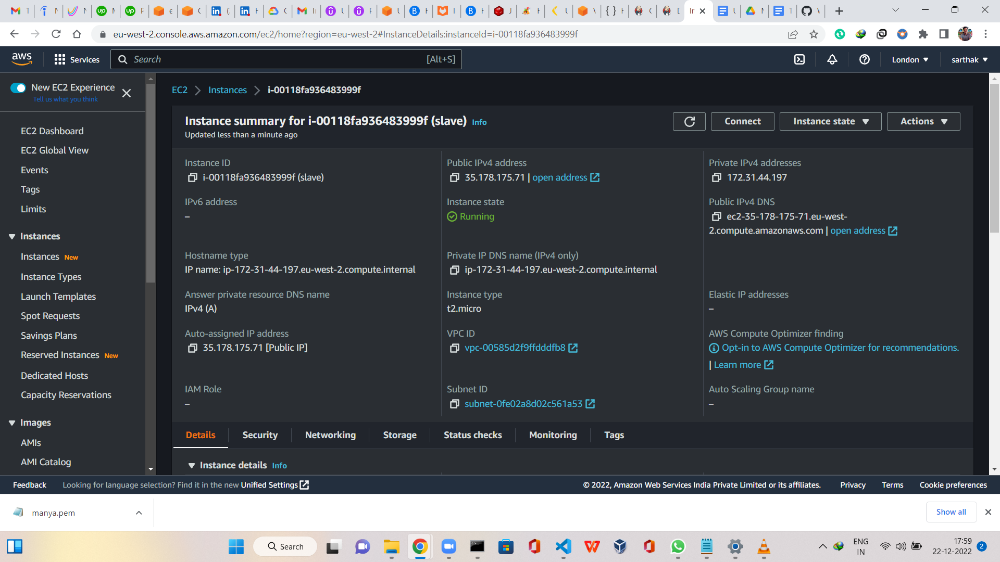 eu-west-2.console.aws.amazon.com/ec2/home?region=eu-west-2#InstanceDetails:instanceId=i-00118fa936483999f
aws
Services
Search
[Alt+S]
London ▼
sarthak ▼
New EC2 Experience
Tell us what you think
EC2 Dashboard
EC2 Global View
Events
Tags
Limits
Instances
Instances New
Instance Types
Launch Templates
Spot Requests
Savings Plans
Reserved Instances New
Dedicated Hosts
Capacity Reservations
Images
AMIs
AMI Catalog
EC2 > Instances > i-00118fa936483999f
Instance summary for i-00118fa936483999f (slave) Info
Updated less than a minute ago
Connect
Instance state ▼
Actions ▼
Instance ID
i-00118fa936483999f (slave)
Public IPv4 address
35.178.175.71 | open address
Private IPv4 addresses
172.31.44.197
IPv6 address
–
Instance state
Running
Public IPv4 DNS
ec2-35-178-175-71.eu-west-
2.compute.amazonaws.com | open address
Hostname type
IP name: ip-172-31-44-197.eu-west-2.compute.internal
Private IP DNS name (IPv4 only)
ip-172-31-44-197.eu-west-2.compute.internal
Answer private resource DNS name
IPv4 (A)
Instance type
t2.micro
Elastic IP addresses
–
Auto-assigned IP address
35.178.175.71 [Public IP]
VPC ID
vpc-00585d2f9ffdddfb8
AWS Compute Optimizer finding
Opt-in to AWS Compute Optimizer for recommendations.
| Learn more
IAM Role
–
Subnet ID
subnet-0fe02a8d02c561a53
Auto Scaling Group name
–
Details
Security
Networking
Storage
Status checks
Monitoring
Tags
Instance details Info
Feedback
Looking for language selection? Find it in the new Unified Settings
© 2022, Amazon Web Services India Private Limited or its affiliates.
Privacy
Terms
Cookie preferences
manya.pem
Show all
Search
ENG
IN
17:59
22-12-2022
2